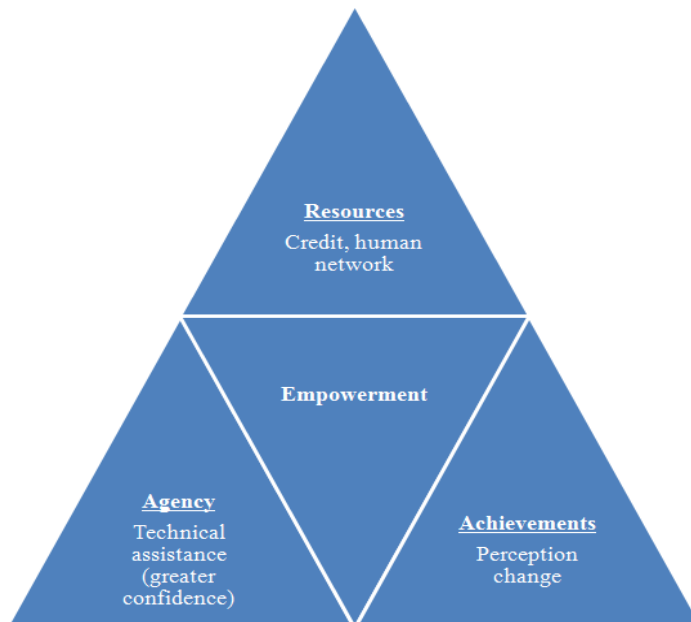 Resources
Credit, human
network
Empowerment
Agency
Technical
assistance
(greater
confidence)
Achievements
Perception
change